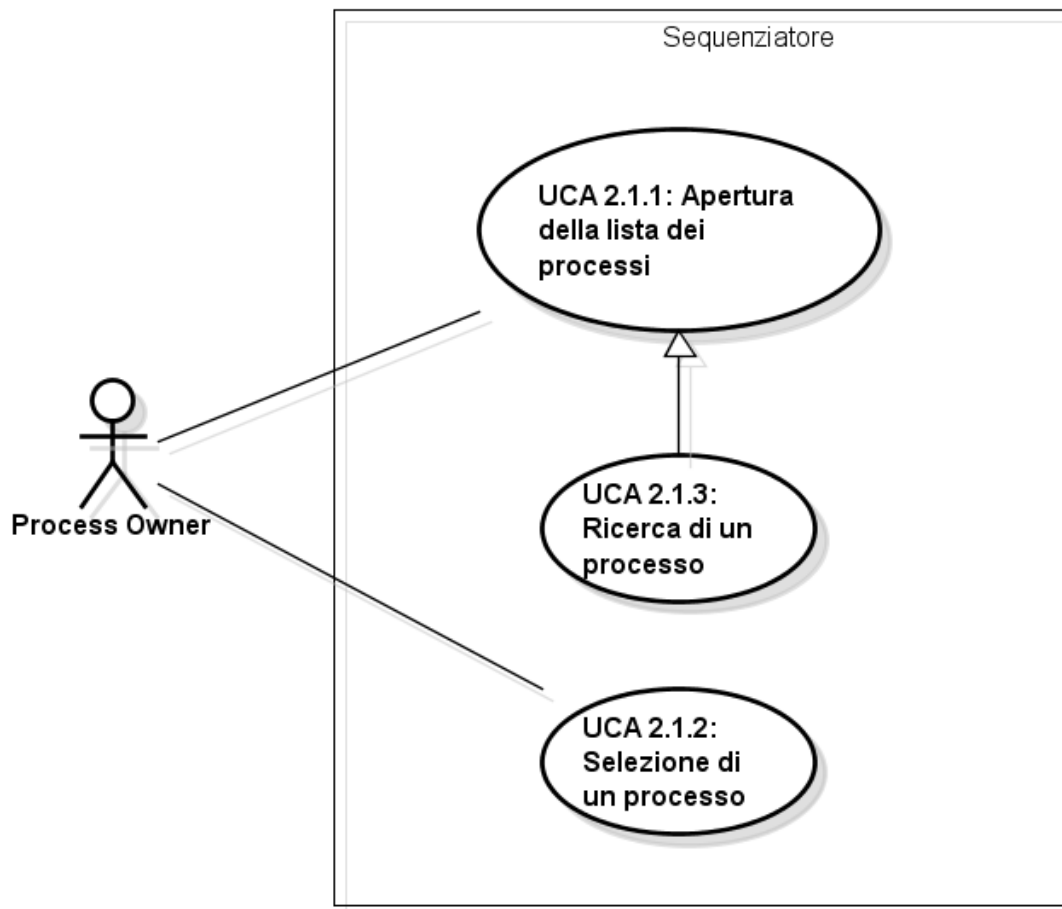 Sequenziatore
UCA 2.1.1: Apertura
della lista dei
processi
Process Owner
UCA 2.1.3:
Ricerca di un
processo
UCA 2.1.2:
Selezione di
un processo